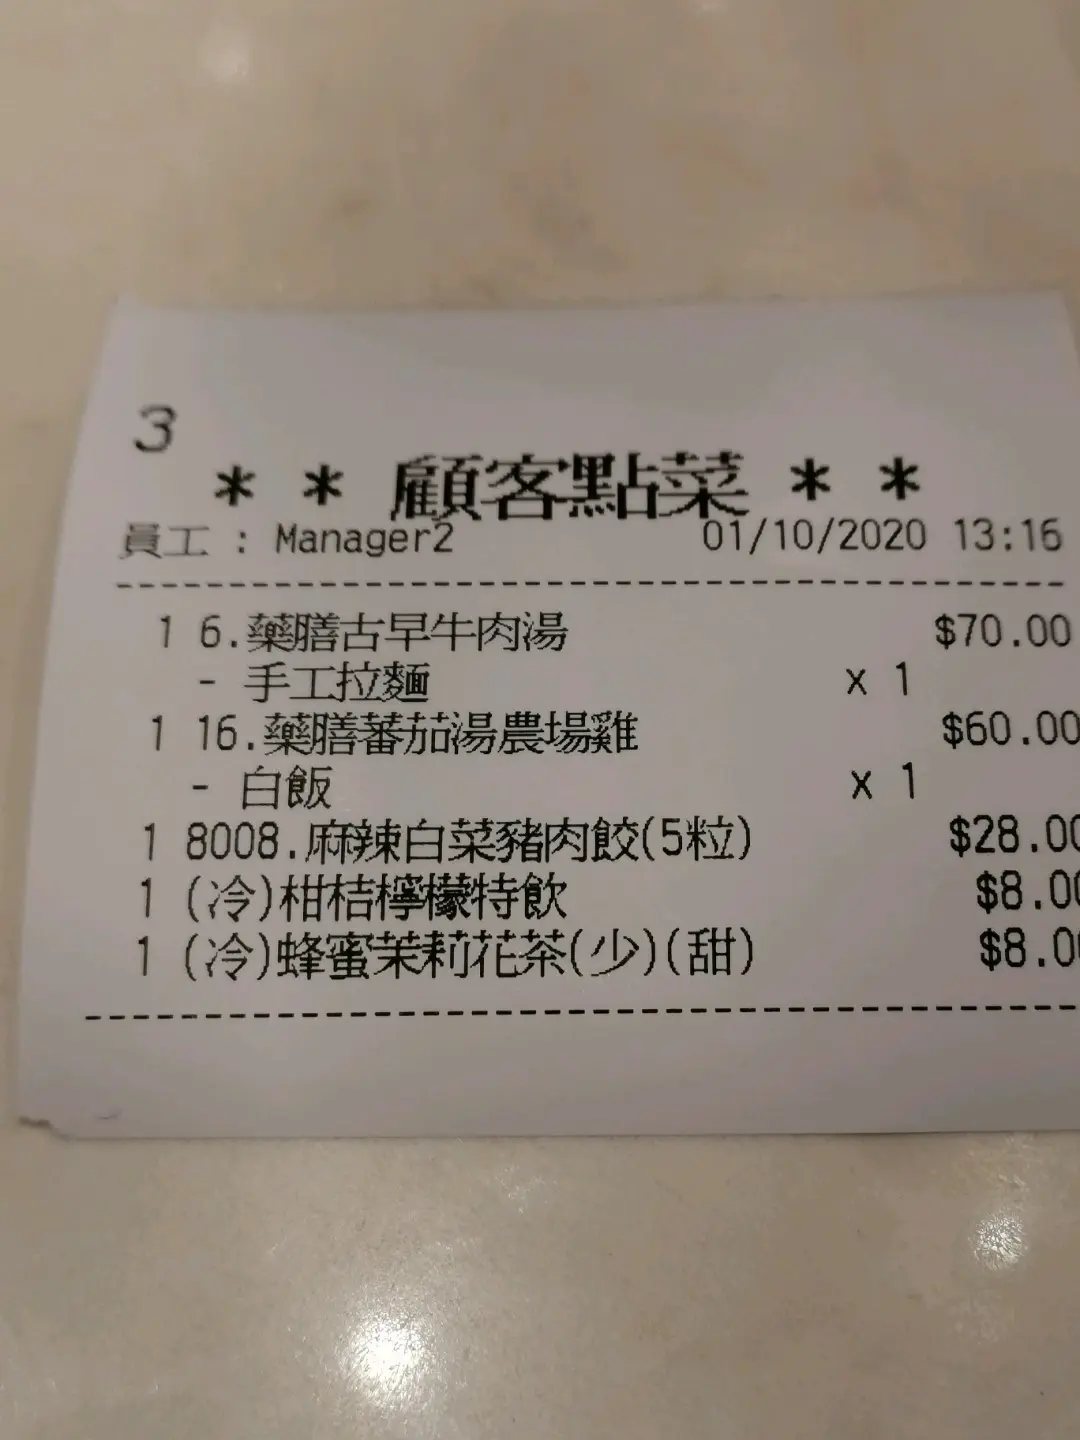 3
* * 顧客點菜 * *
員工 : Manager2 01/10/2020 13:16
1 6.藥膳古早牛肉湯 $70.00
- 手工拉麵 x 1
1 16.藥膳蕃茄湯農場雞 $60.00
- 白飯 x 1
1 8008.麻辣白菜豬肉餃(5粒) $28.00
1 (冷)柑桔檸檬特飲 $8.00
1 (冷)蜂蜜茉莉花茶(少)(甜) $8.00